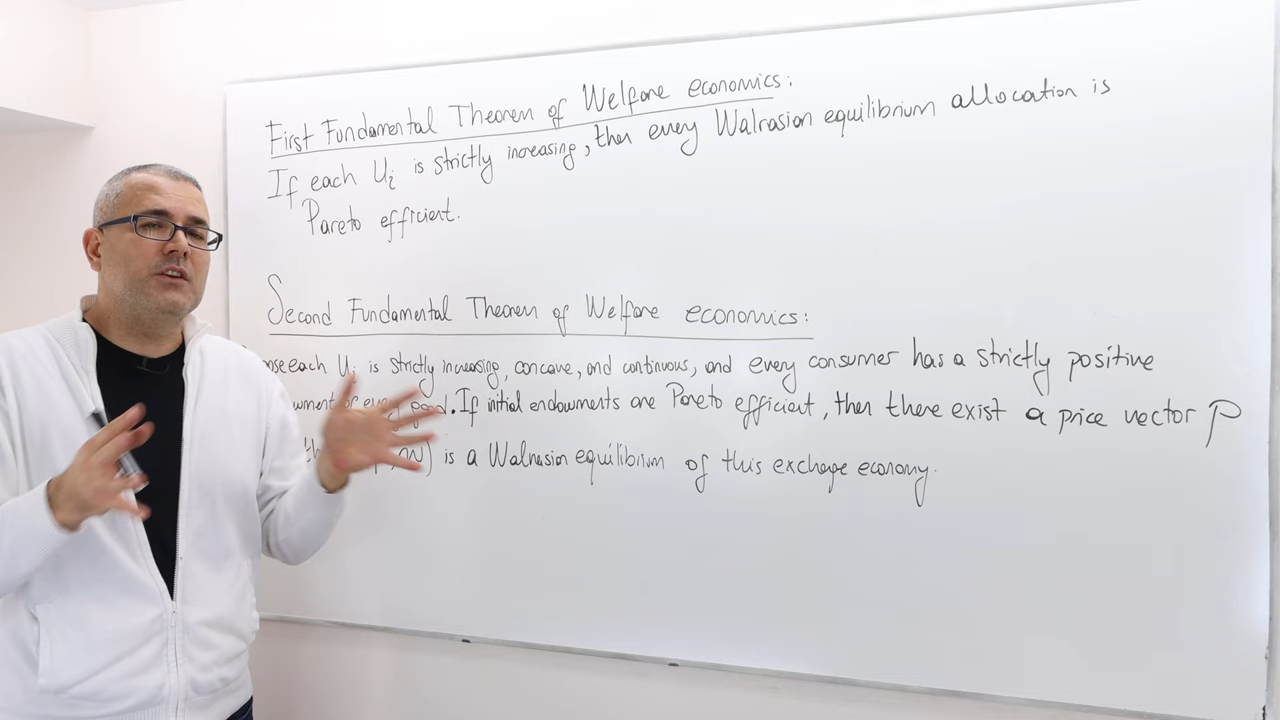 First Fundamental Theorem of Welfare economics:
If each Ui is strictly increasing, then every Walrasian equilibrium allocation is
Pareto efficient.
Second Fundamental Theorem of Welfare economics:
each Ui is strictly increasing, concave, and continuous, and every consumer has a strictly positive
good. If initial endowments are Pareto efficient, then there exist a price vector P
is a Walrasian equilibrium of this exchange economy.